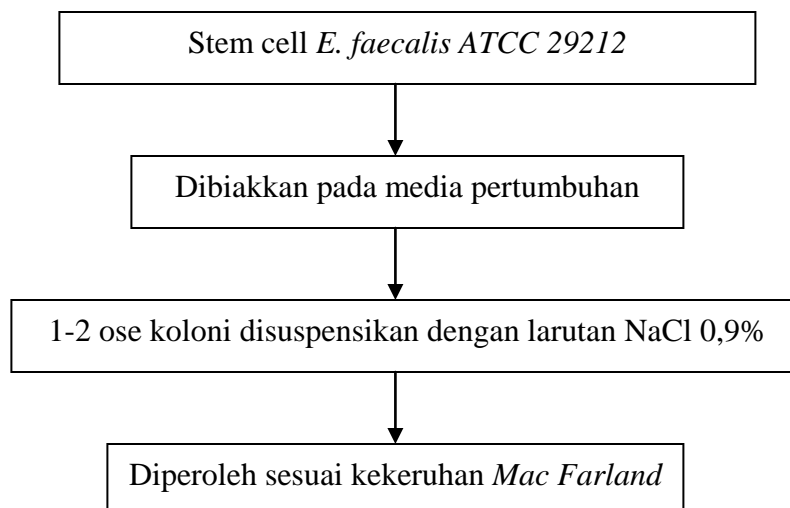 Stem cell E. faecalis ATCC 29212
Dibiakkan pada media pertumbuhan
1-2 ose koloni disuspensikan dengan larutan NaCl 0,9%
Diperoleh sesuai kekeruhan Mac Farland